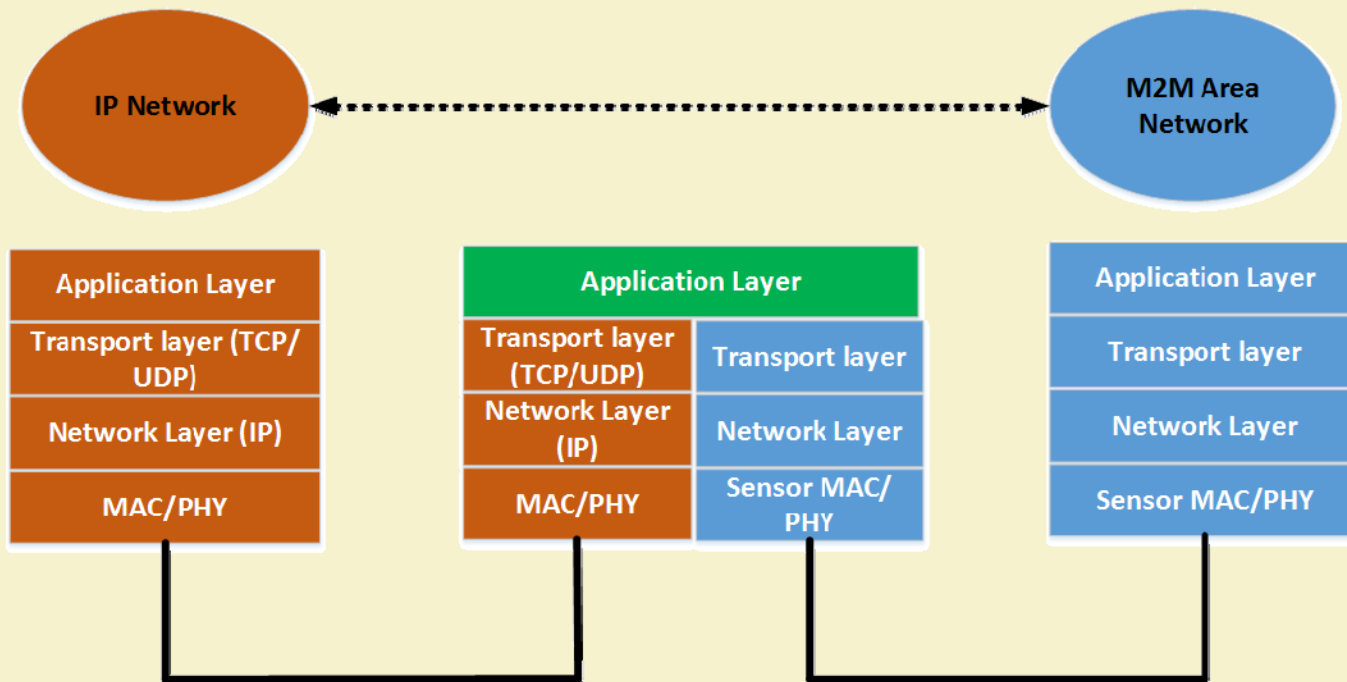 IP Network
M2M Area
Network
Application Layer
Transport layer (TCP/
UDP)
Network Layer (IP)
MAC/PHY
Application Layer
Transport layer
(TCP/UDP)
Network Layer
(IP)
MAC/PHY
Transport layer
Network Layer
Sensor MAC/
PHY
Application Layer
Transport layer
Network Layer
Sensor MAC/PHY